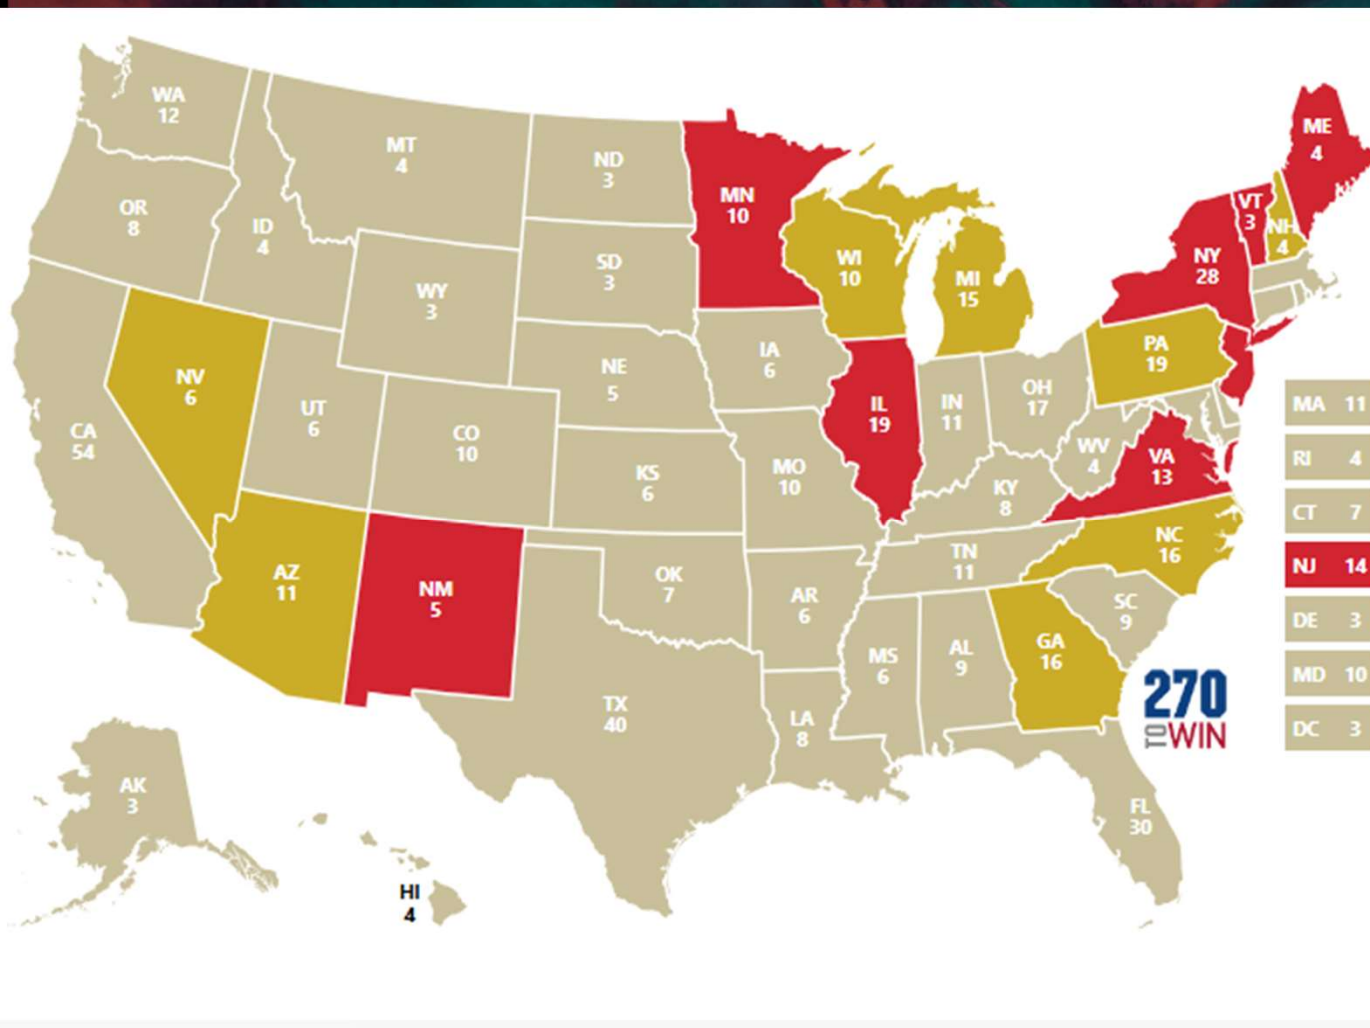 WA
12
MT
4
ND
3
MN
10
ME
4
OR
8
ID
4
VT
3
NH
4
WY
3
SD
3
WI
10
MI
15
NY
28
NV
6
UT
6
NE
5
IA
6
PA
19
CA
54
CO
10
KS
6
MO
10
IL
19
IN
11
OH
17
WV
4
VA
13
KY
8
AZ
11
NM
5
OK
7
AR
6
TN
11
NC
16
TX
40
LA
8
MS
6
AL
9
GA
16
SC
9
FL
30
AK
3
HI
4
270
TO WIN
MA 11
RI 4
CT 7
NJ 14
DE 3
MD 10
DC 3